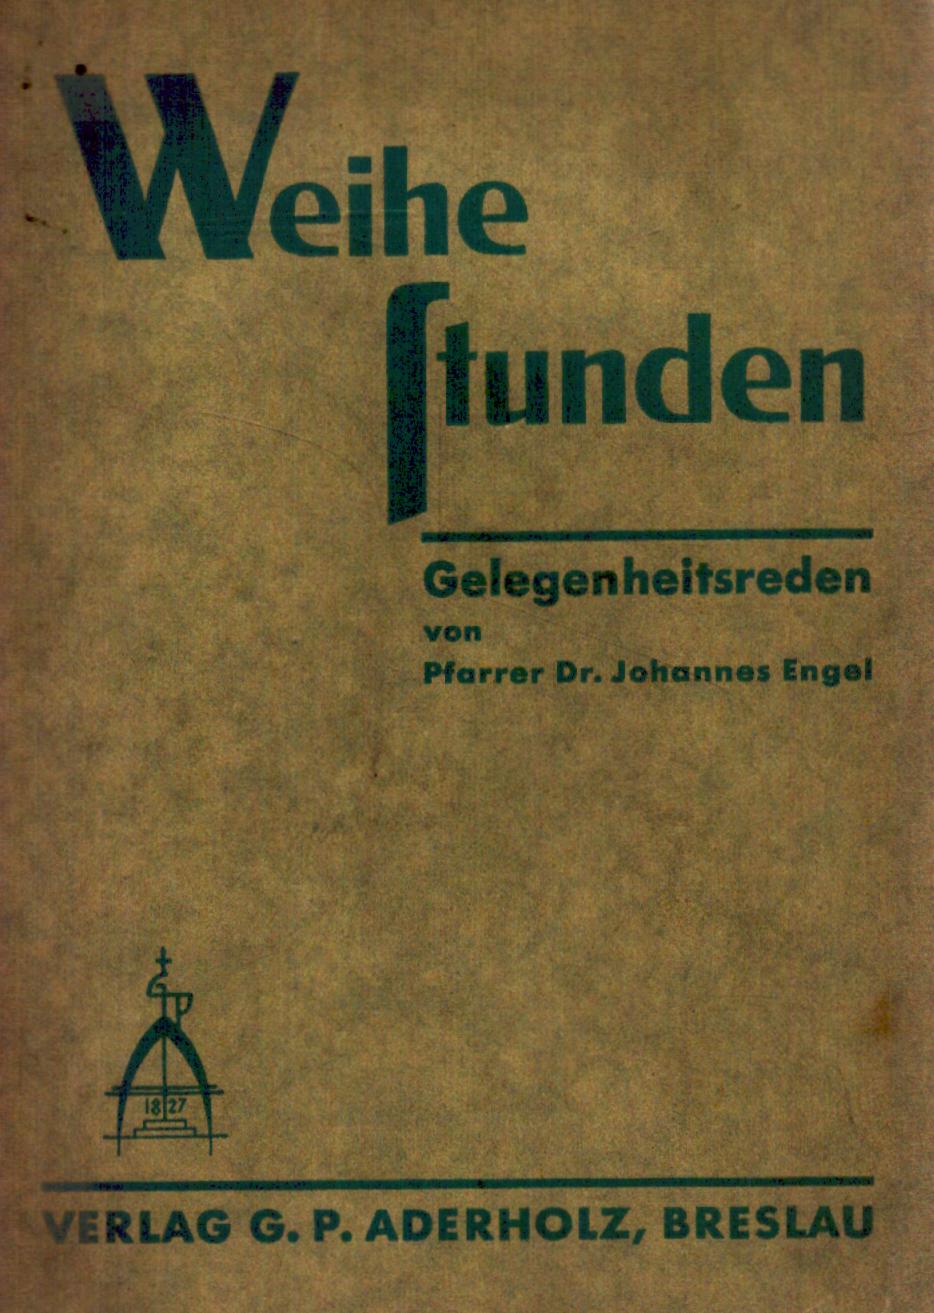 Weihe
ſtunden
Gelegenheitsreden
von
Pfarrer Dr. Johannes Engel
G P
1827
VERLAG G. P. ADERHOLZ, BRESLAU